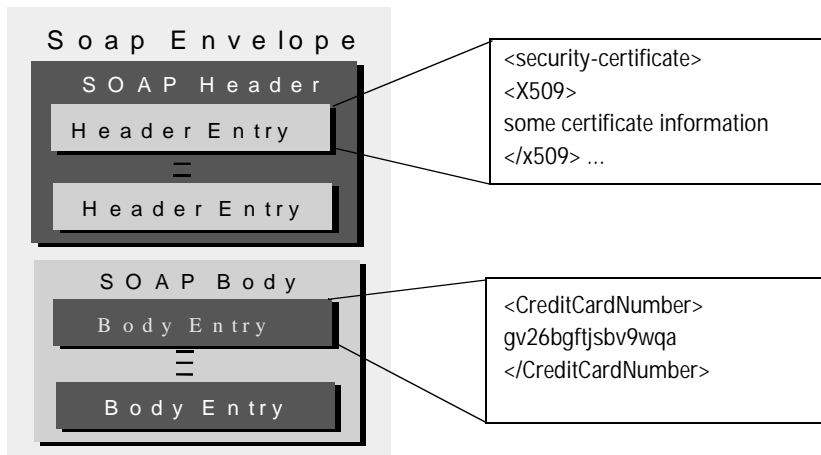 Soap Envelope
SOAP Header
Header Entry
Header Entry
<security-certificate>
<X509>
some certificate information
</x509> ...
SOAP Body
Body Entry
Body Entry
<CreditCardNumber>
gv26bgftjsbv9wqa
</CreditCardNumber>